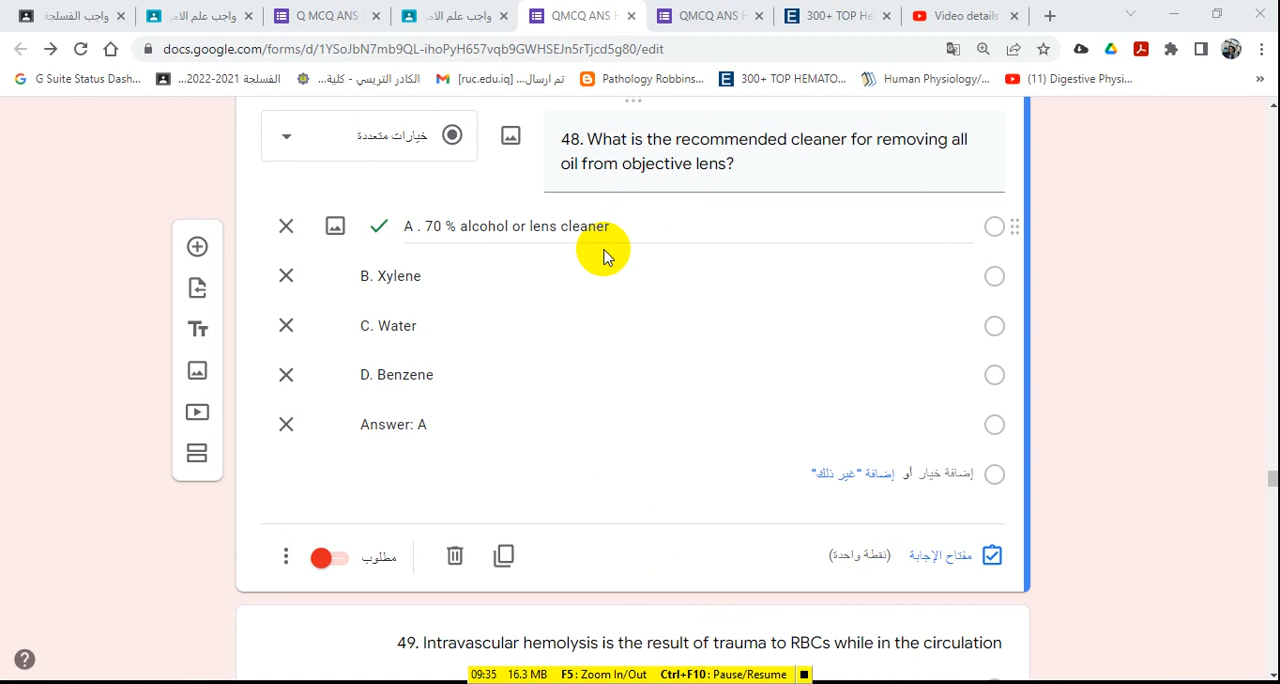 واجب الفسلجة
واجب علم الامر
Q MCQ ANS
واجب علم الامر
QMCQ ANS H
QMCQ ANS H
300+ TOP He
Video details
docs.google.com/forms/d/1YSoJbN7mb9QL-ihoPyH657vqb9GWHSEJn5rTjcd5g80/edit
G Suite Status Dash...
الفسلجة 2021-2022...
الكادر التدريسي - كلية...
تم ارسال...[ruc.edu.iq]
Pathology Robbins...
300+ TOP HEMATO...
Human Physiology/...
(11) Digestive Physi...
»
خيارات متعددة
48. What is the recommended cleaner for removing all
oil from objective lens?
A . 70 % alcohol or lens cleaner
B. Xylene
C. Water
D. Benzene
Answer: A
إضافة خيار أو إضافة "غير ذلك"
مطلوب
مفتاح الإجابة (نقطة واحدة)
49. Intravascular hemolysis is the result of trauma to RBCs while in the circulation
09:35 16.3 MB F5: Zoom In/Out Ctrl+F10: Pause/Resume